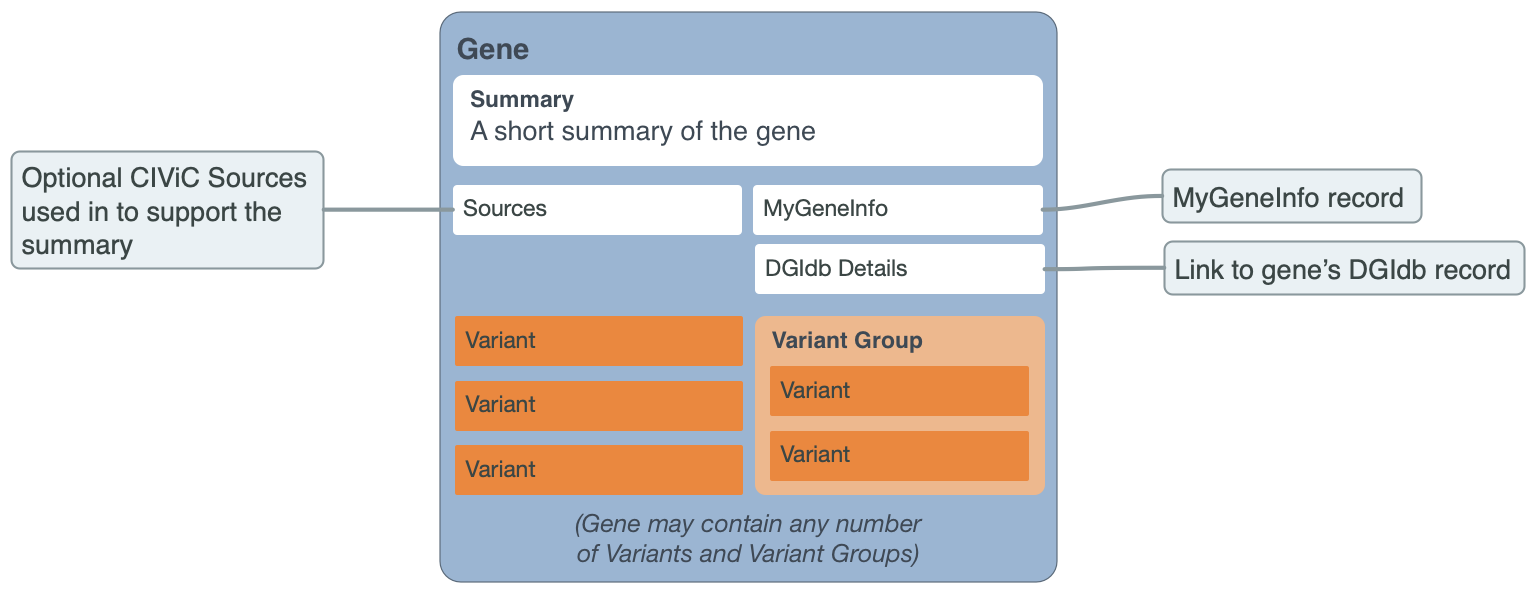 Gene
Summary
A short summary of the gene
Optional CIViC Sources
used in to support the
summary
Sources
MyGeneInfo
MyGeneInfo record
DGIdb Details
Link to gene’s DGIdb record
Variant
Variant
Variant
Variant Group
Variant
Variant
(Gene may contain any number
of Variants and Variant Groups)